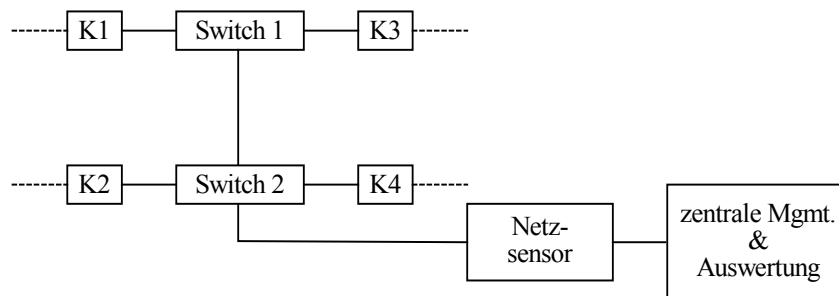 K1
Switch 1
K3
K2
Switch 2
K4
Netz-
sensor
zentrale Mgmt.
&
Auswertung